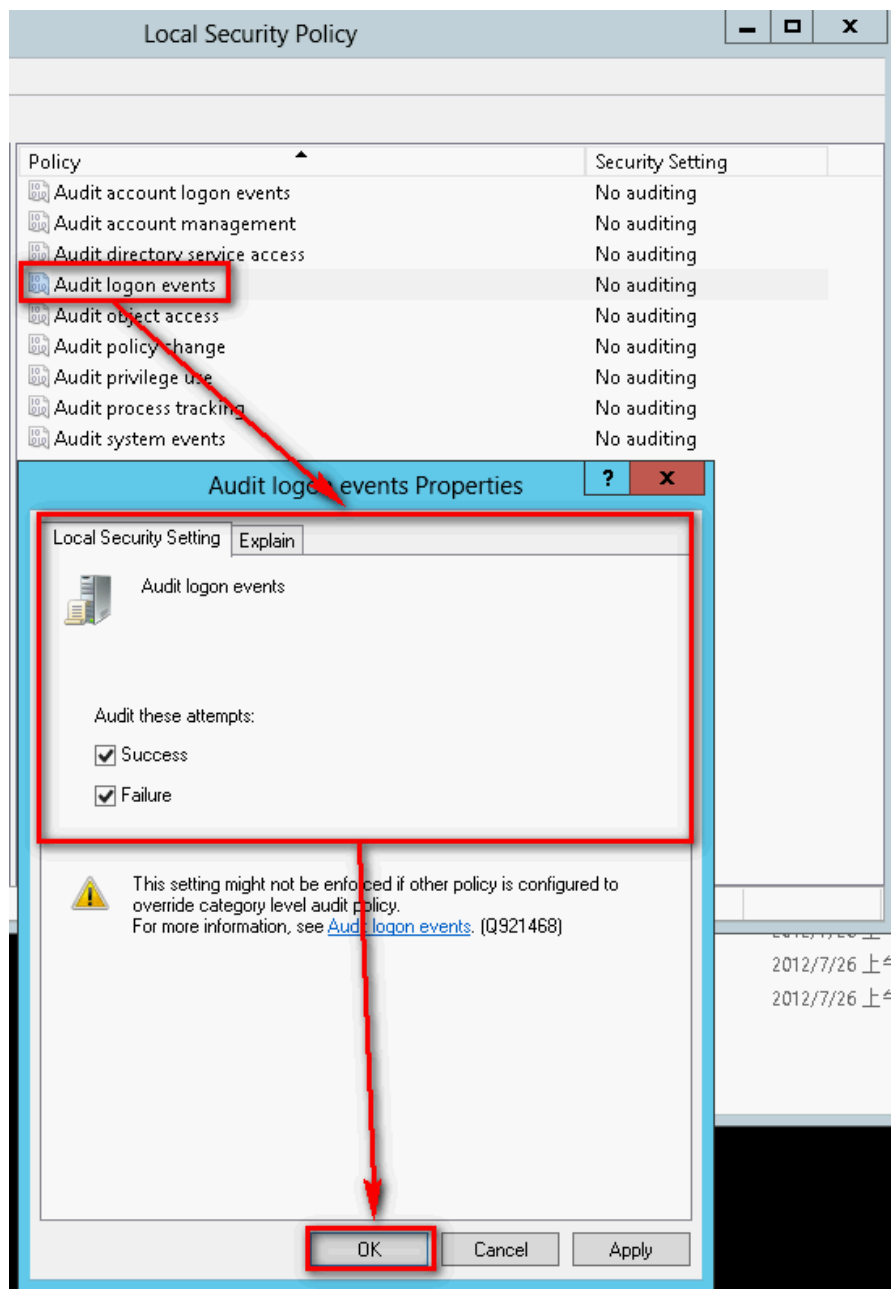 Local Security Policy
Policy Security Setting
Audit account logon events No auditing
Audit account management No auditing
Audit directory service access No auditing
Audit logon events No auditing
Audit object access No auditing
Audit policy change No auditing
Audit privilege use No auditing
Audit process tracking No auditing
Audit system events No auditing
Audit logon events Properties
Local Security Setting Explain
Audit logon events
Audit these attempts:
Success
Failure
This setting might not be enforced if other policy is configured to
override category level audit policy.
For more information, see Audit logon events. (Q921468)
2012/7/26 上
2012/7/26 上
OK Cancel Apply